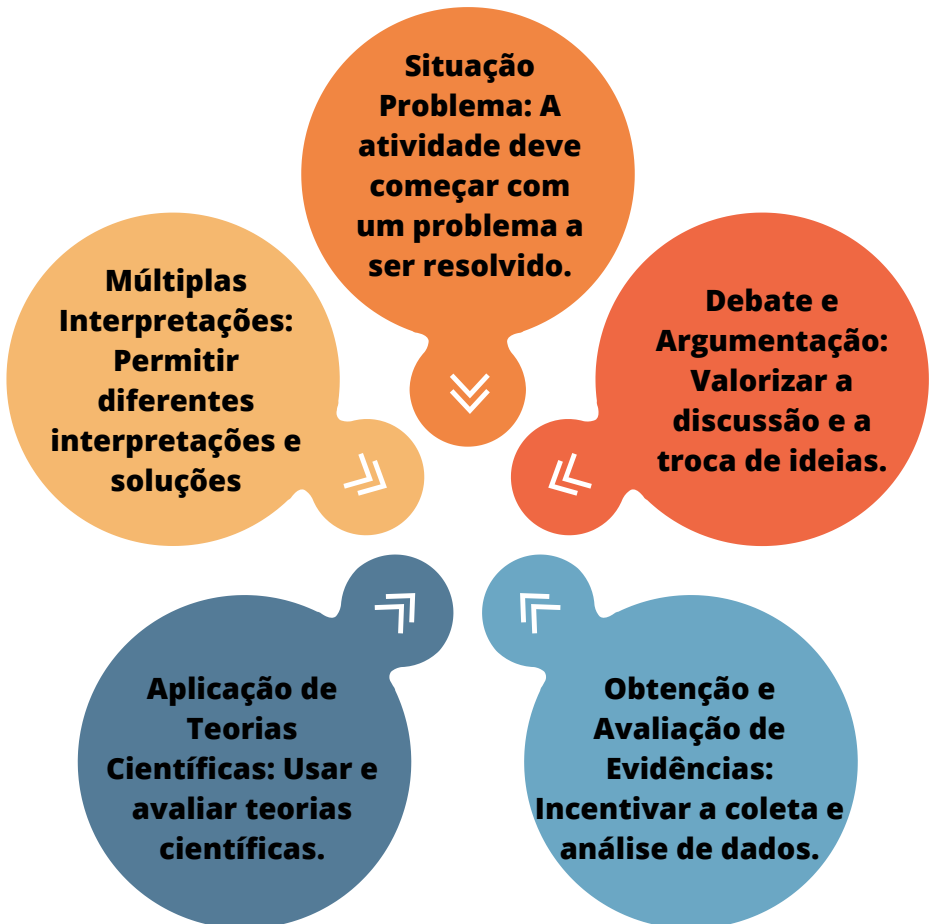 Situação
Problema: A
atividade deve
começar com
um problema a
ser resolvido.
Múltiplas
Interpretações:
Permitir
diferentes
interpretações e
soluções
Debate e
Argumentação:
Valorizar a
discussão e a
troca de ideias.
Aplicação de
Teorias
Científicas: Usar e
avaliar teorias
científicas.
Obtenção e
Avaliação de
Evidências:
Incentivar a coleta e
análise de dados.